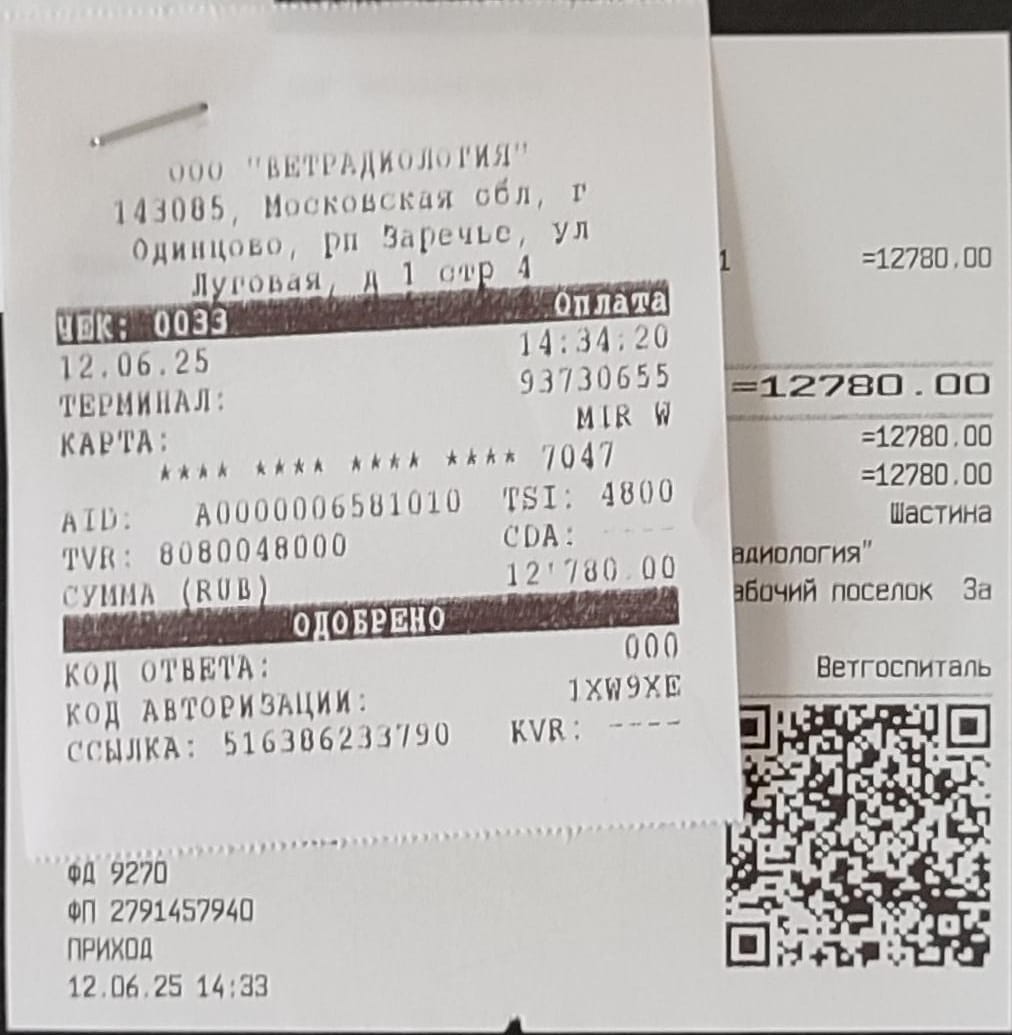 ООО "ВЕТРАДИОЛОГИЯ"
143085, Московская обл, г
Одинцово, рп Заречье, ул
Луговая, д 1 стр 4
ЧЕК: 0033 Оплата
12.06.25 14:34:20
ТЕРМИНАЛ: 93730655
КАРТА: MIR W
**** **** **** **** 7047
AID: A0000006581010 TSI: 4800
TVR: 8080048000 CDA: ----
СУММА (RUB) 12'780.00
ОДОБРЕНО
КОД ОТВЕТА: 000
КОД АВТОРИЗАЦИИ: 1XW9XE
ССЫЛКА: 516386233790 KVR: ----
1 =12780.00
=12780.00
=12780.00
=12780.00
Шастина
адиология"
абочий поселок За
Ветгоспиталь
ФД 9270
ФП 2791457940
ПРИХОД
12.06.25 14:33